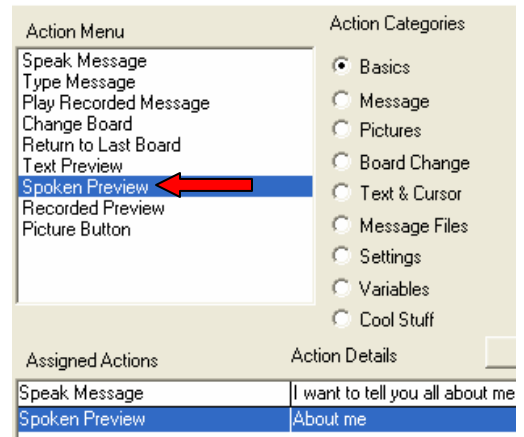 Action Menu
Speak Message
Type Message
Play Recorded Message
Change Board
Return to Last Board
Text Preview
Spoken Preview
Recorded Preview
Picture Button
Action Categories
Basics
Message
Pictures
Board Change
Text & Cursor
Message Files
Settings
Variables
Cool Stuff
Assigned Actions Action Details
Speak Message I want to tell you all about me
Spoken Preview About me